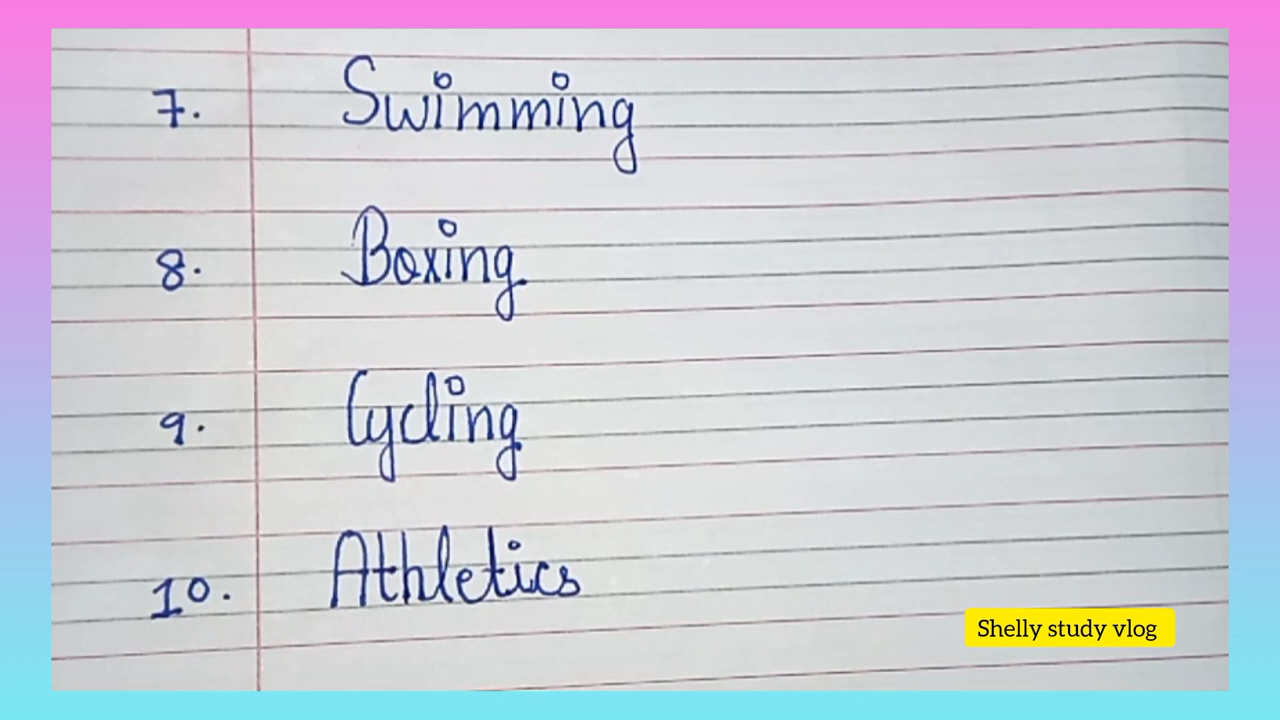 7. Swimming
8. Boxing
9. Cycling
10. Athletics
Shelly study vlog